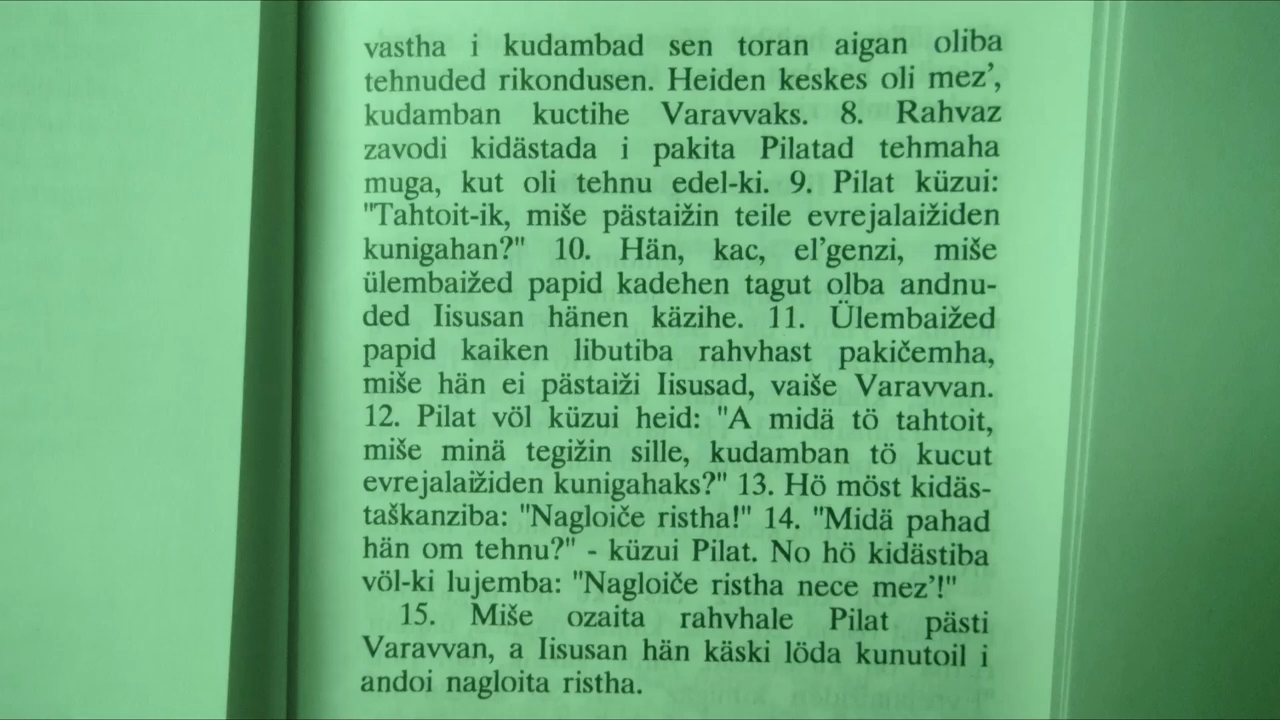 vastha i kudambad sen toran aigan oliba
tehnuded rikondusen. Heiden keskes oli mez’,
kudamban kuctihe Varavvaks. 8. Rahvaz
zavodi kidästada i pakita Pilatad tehmaha
muga, kut oli tehnu edel-ki. 9. Pilat küzui:
"Tahtoit-ik, miše pästaižin teile evrejalaižiden
kunigahan?" 10. Hän, kac, el’genzi, miše
ülembaižed papid kadehen tagut olba andnu-
ded Iisusan hänen käzihe. 11. Ülembaižed
papid kaiken libutiba rahvhast pakičemha,
miše hän ei pästaiži Iisusad, vaiše Varavvan.
12. Pilat völ küzui heid: "A midä tö tahtoit,
miše minä tegižin sille, kudamban tö kucut
evrejalaižiden kunigahaks?" 13. Hö möst kidäs-
taškanziba: "Nagloiče ristha!" 14. "Midä pahad
hän om tehnu?" - küzui Pilat. No hö kidästiba
völ-ki lujemba: "Nagloiče ristha nece mez’!"
15. Miše ozaita rahvhale Pilat pästi
Varavvan, a Iisusan hän käski löda kunutoil i
andoi nagloita ristha.